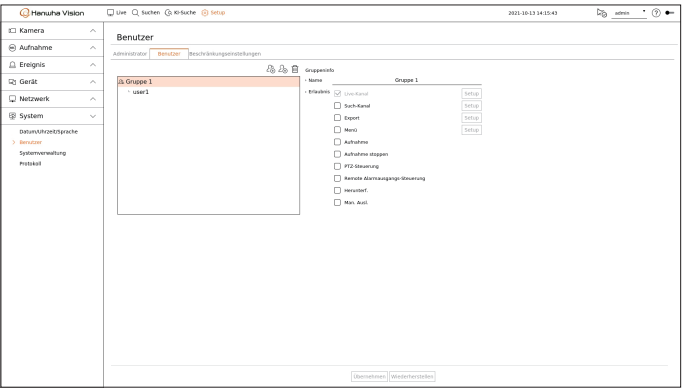 Hanwha Vision
Live Suchen KI-Suche Setup
2021-10-13 14:15:43
admin
Kamera
Aufnahme
Ereignis
Gerät
Netzwerk
System
Datum/Uhrzeit/Sprache
Benutzer
Systemverwaltung
Protokoll
Benutzer
Administrator Benutzer Beschränkungseinstellungen
Gruppe 1
user1
Gruppeninfo
Name Gruppe 1
Erlaubnis Live-Kanal Setup
Such-Kanal Setup
Export Setup
Menü Setup
Aufnahme
Aufnahme stoppen
PTZ-Steuerung
Remote Alarmausgangs-Steuerung
Herunterf.
Man. Ausl.
Übernehmen Wiederherstellen